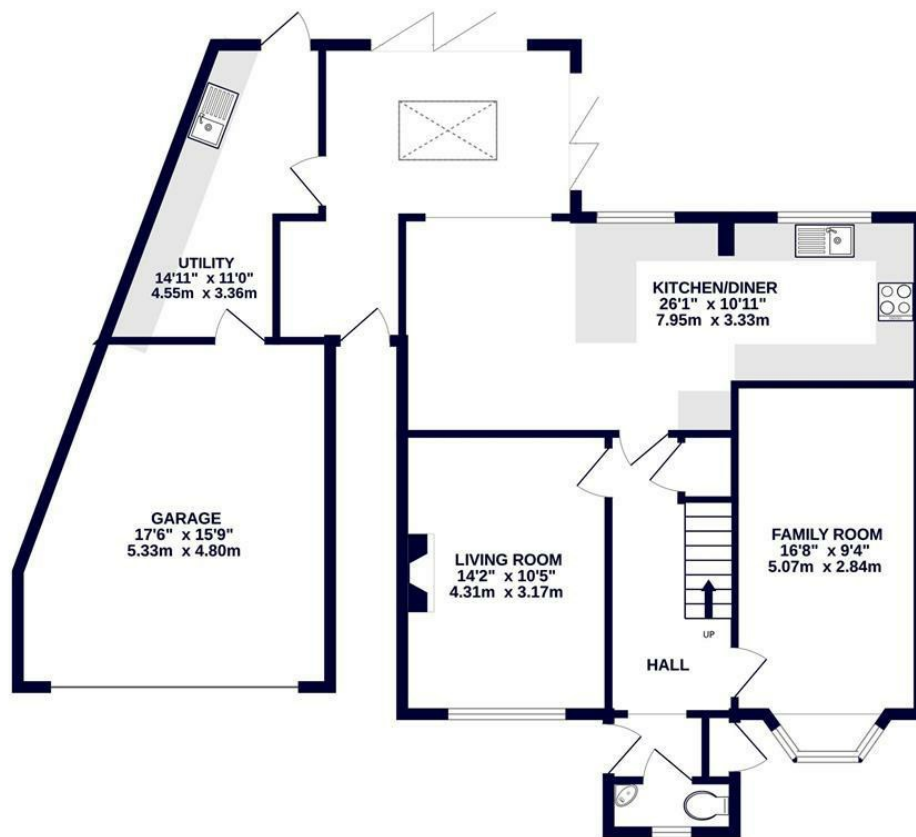 UTILITY
14'11" x 11'0"
4.55m x 3.36m
KITCHEN/DINER
26'1" x 10'11"
7.95m x 3.33m
GARAGE
17'6" x 15'9"
5.33m x 4.80m
LIVING ROOM
14'2" x 10'5"
4.31m x 3.17m
FAMILY ROOM
16'8" x 9'4"
5.07m x 2.84m
UP
HALL